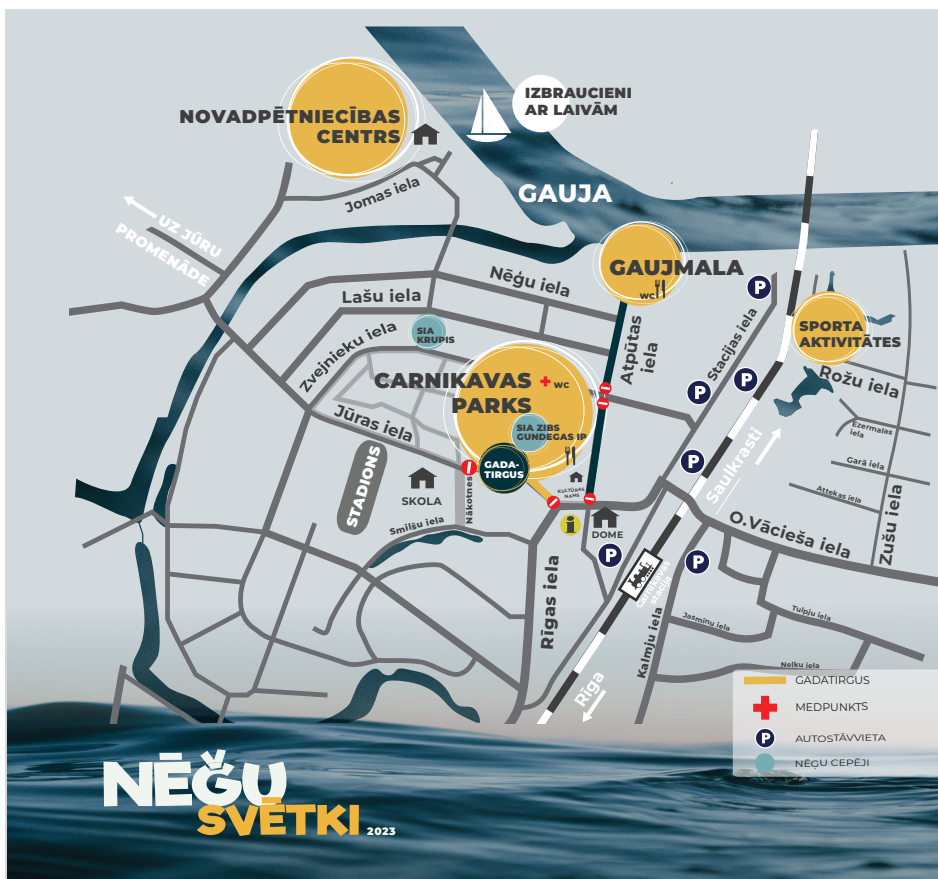 IZBRAUCIENI
AR LAIVĀM
NOVADPĒTNIECĪBAS
CENTRS
Jomas iela
GAUJA
UZ JŪRU
PROMENĀDE
GAUJMALA
WC
Nēģu iela
Lašu iela
P
SPORTA
AKTIVITĀTES
Zvejnieku iela
SIA
KRUPIS
Atpūtas
iela
Stacijas iela
Rožu iela
P
P
CARNIKAVAS
PARKS
WC
Jūras iela
SIA ZIBS
GUNDEGAS IP
Ezermalas
iela
GADA-
TIRGUS
P
Saulkrasti
Garā iela
STADIONS
SKOLA
Nākotnes
KULTŪRAS
NAMS
Attekas iela
Zušu iela
Smilšu iela
i
DOME
O.Vācieša iela
P
P
Rīgas iela
Carnikavas
stacija
Kalmju iela
Jasmīnu iela
Tulpju iela
Neļķu iela
Rīga
GADATIRGUS
MEDPUNKTS
P AUTOSTĀVVIETA
NĒĢU CEPĒJI
NĒĢU
SVĒTKI 2023